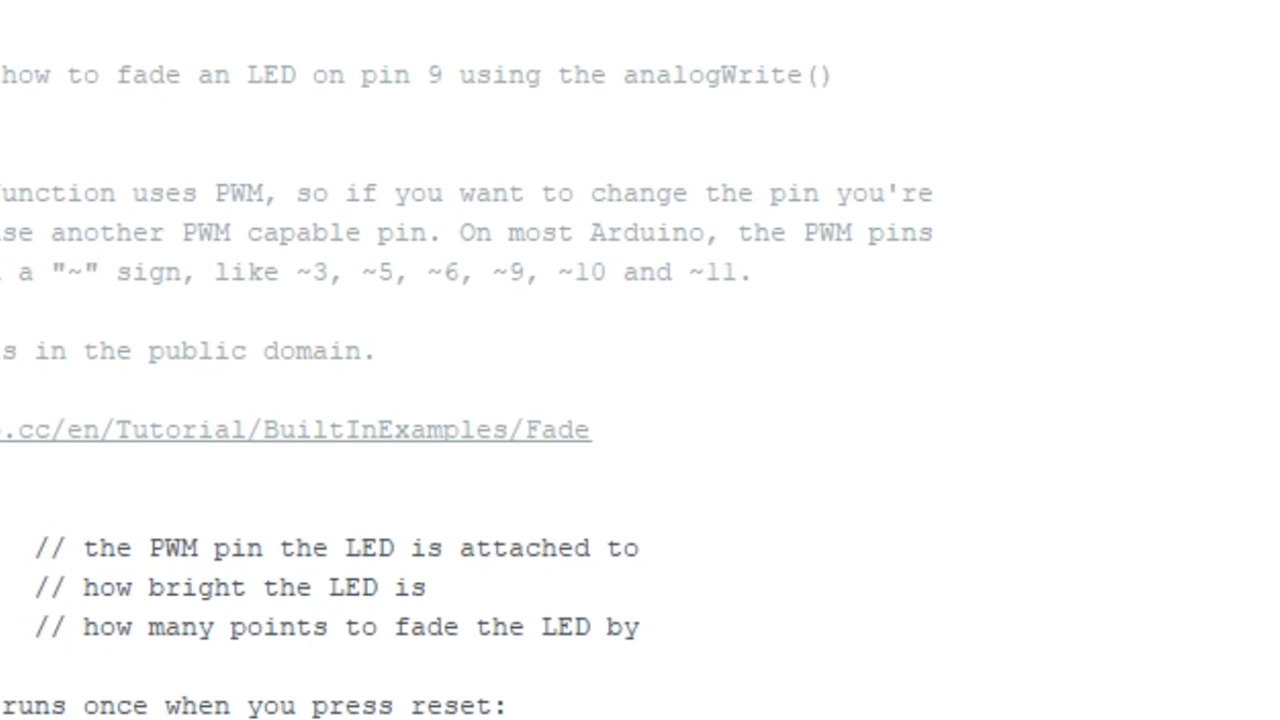 how to fade an LED on pin 9 using the analogWrite()
function uses PWM, so if you want to change the pin you're
another PWM capable pin. On most Arduino, the PWM pins
a "~" sign, like ~3, ~5, ~6, ~9, ~10 and ~11.
in the public domain.
.cc/en/Tutorial/BuiltInExamples/Fade
// the PWM pin the LED is attached to
// how bright the LED is
// how many points to fade the LED by
runs once when you press reset: